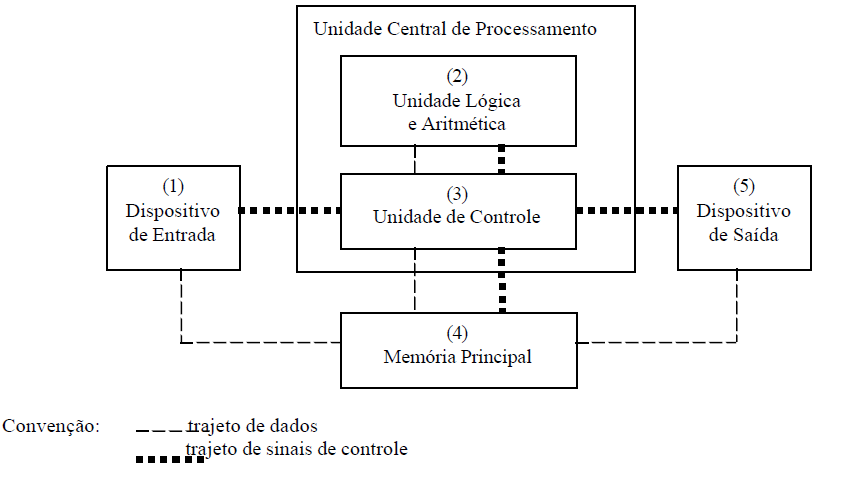 Unidade Central de Processamento
(2)
Unidade Lógica
e Aritmética
(1)
Dispositivo
de Entrada
(3)
Unidade de Controle
(5)
Dispositivo
de Saída
(4)
Memória Principal
Convenção:
trajeto de dados
trajeto de sinais de controle